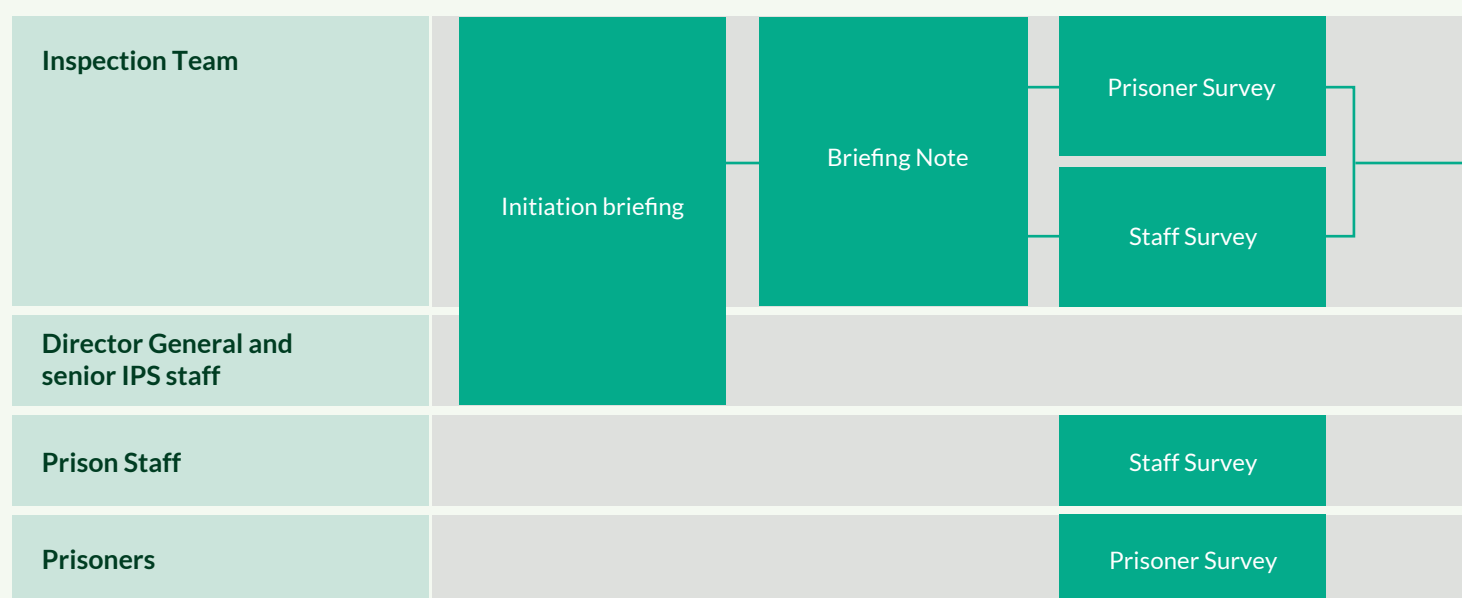 Inspection Team
Initiation briefing
Briefing Note
Prisoner Survey
Staff Survey
Director General and
senior IPS staff
Prison Staff
Staff Survey
Prisoners
Prisoner Survey